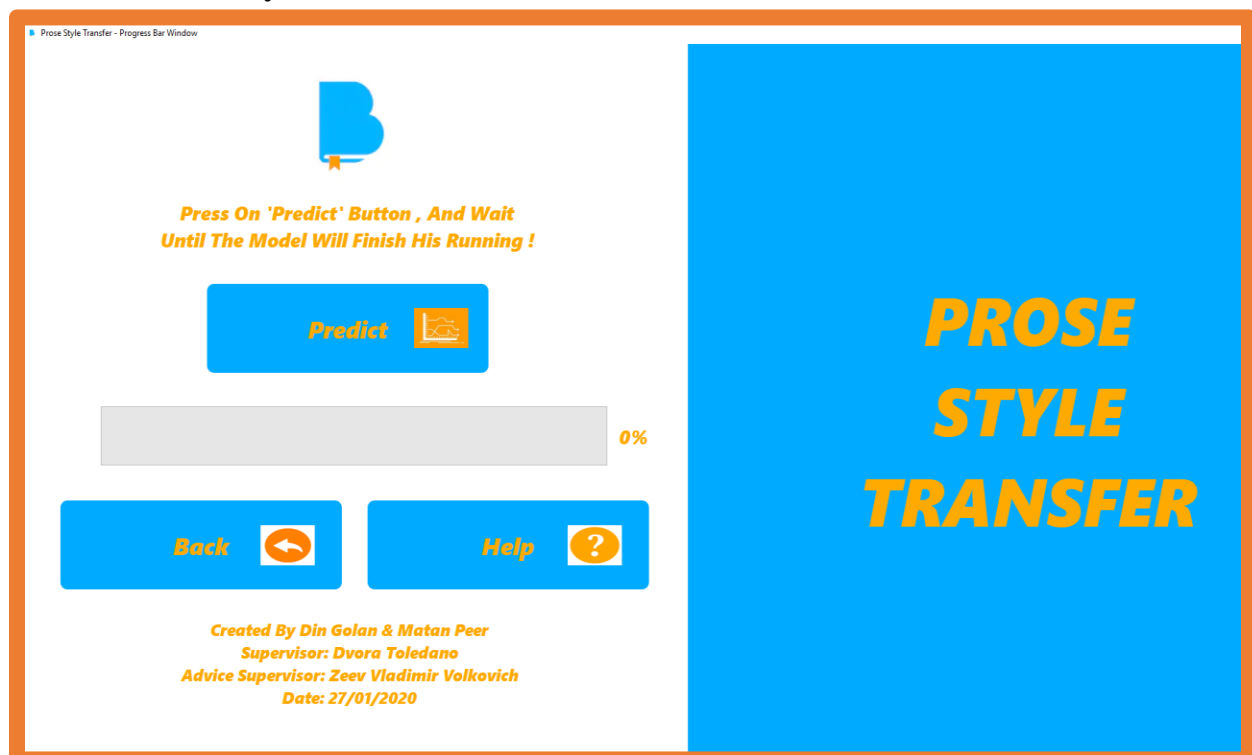 Prose Style Transfer - Progress Bar Window
Press On 'Predict' Button , And Wait
Until The Model Will Finish His Running !
Predict
0%
Back
Help
?
Created By Din Golan & Matan Peer
Supervisor: Dvora Toledano
Advice Supervisor: Zeev Vladimir Volkovich
Date: 27/01/2020
PROSE
STYLE
TRANSFER